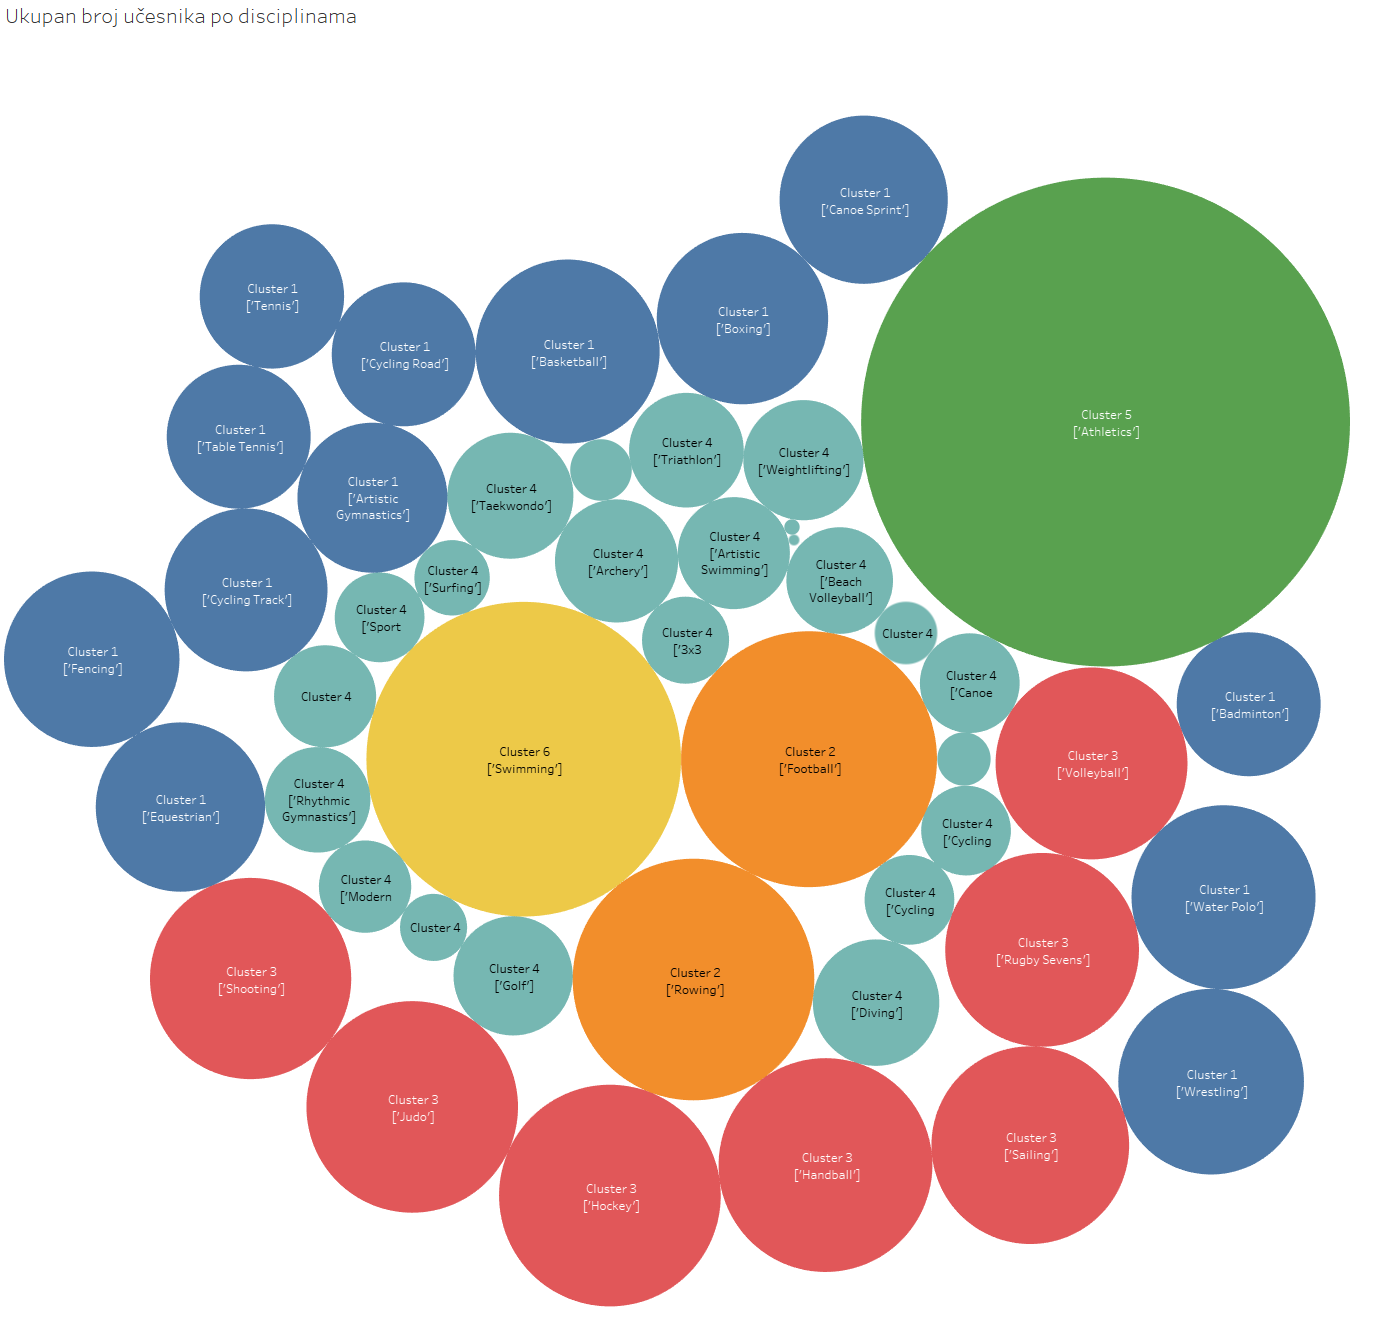 Ukupan broj učesnika po disciplinama
Cluster 1
['Canoe Sprint']
Cluster 1
['Tennis']
Cluster 1
['Boxing']
Cluster 1
['Cycling Road']
Cluster 1
['Basketball']
Cluster 5
['Athletics']
Cluster 1
['Table Tennis']
Cluster 4
['Triathlon']
Cluster 4
['Weightlifting']
Cluster 1
['Artistic
Gymnastics']
Cluster 4
['Taekwondo']
Cluster 4
['Archery']
Cluster 4
['Artistic
Swimming']
Cluster 4
['Beach
Volleyball']
Cluster 1
['Cycling Track']
Cluster 4
['Surfing']
Cluster 4
['Sport
Cluster 4
['3x3
Cluster 4
Cluster 1
['Fencing']
Cluster 4
Cluster 4
['Canoe
Cluster 1
['Badminton']
Cluster 6
['Swimming']
Cluster 2
['Football']
Cluster 3
['Volleyball']
Cluster 1
['Equestrian']
Cluster 4
['Rhythmic
Gymnastics']
Cluster 4
['Cycling
Cluster 4
['Modern
Cluster 4
['Cycling
Cluster 1
['Water Polo']
Cluster 4
Cluster 3
['Rugby Sevens']
Cluster 3
['Shooting']
Cluster 4
['Golf']
Cluster 2
['Rowing']
Cluster 4
['Diving']
Cluster 1
['Wrestling']
Cluster 3
['Judo']
Cluster 3
['Sailing']
Cluster 3
['Handball']
Cluster 3
['Hockey']